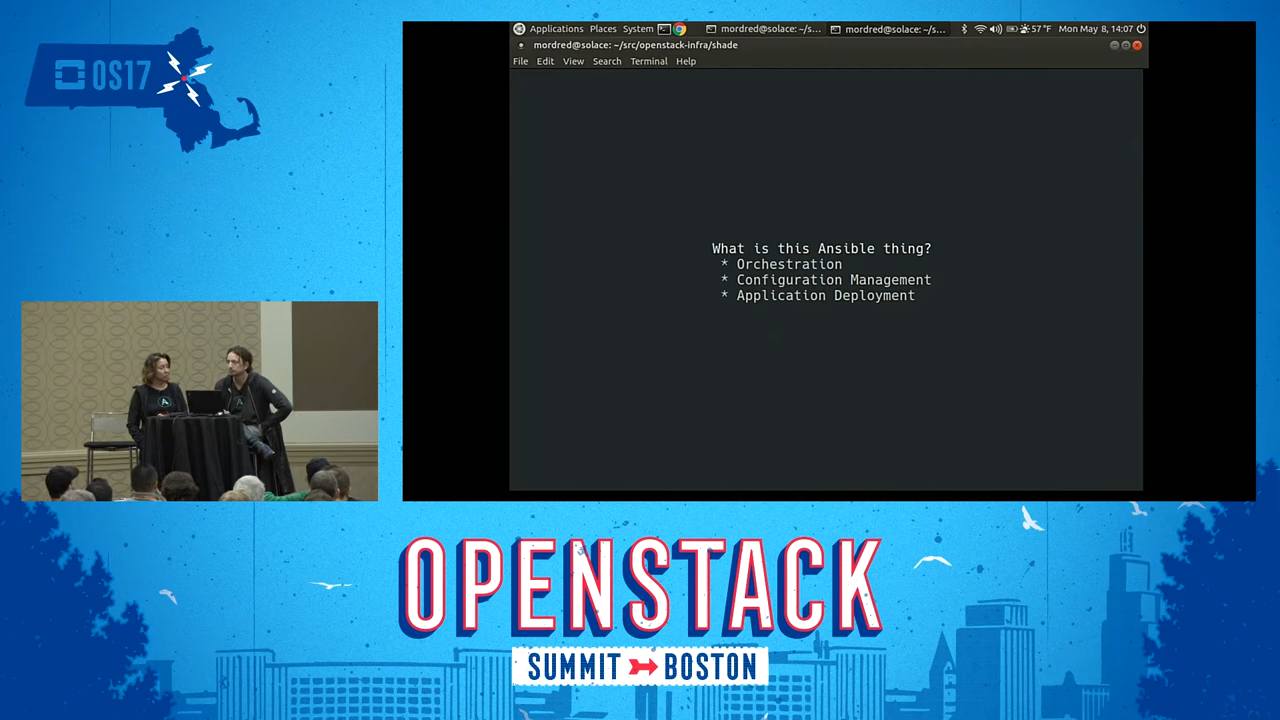 OS17
Applications Places System mordred@solace: ~/s... mordred@solace: ~/s... 57 °F Mon May 8, 14:07
mordred@solace: ~/src/openstack-infra/shade
File Edit View Search Terminal Help
What is this Ansible thing?
* Orchestration
* Configuration Management
* Application Deployment
A
A
OPENSTACK
SUMMIT BOSTON